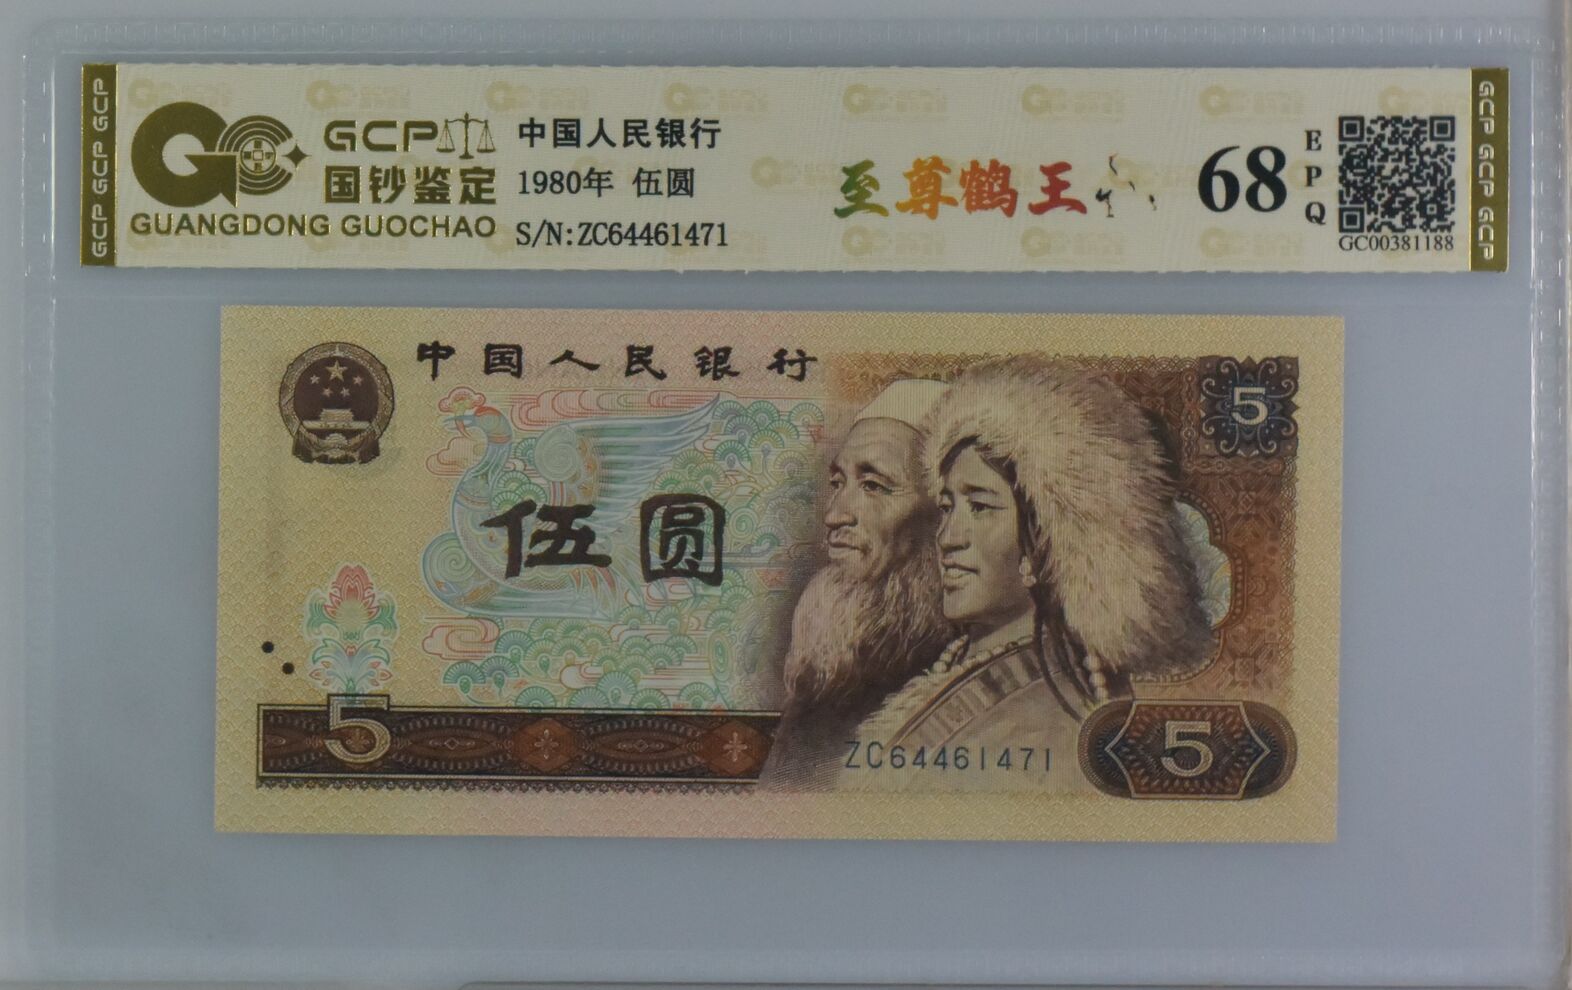 GCP GCP GCP
GCP
国钞鉴定
GUANGDONG GUOCHAO
中国人民银行
1980年 伍圆
S/N:ZC64461471
至尊鹤王
68
EPQ
GC00381188
GCP GCP GCP
中国人民银行
5
伍圆
5
ZC64461471
5